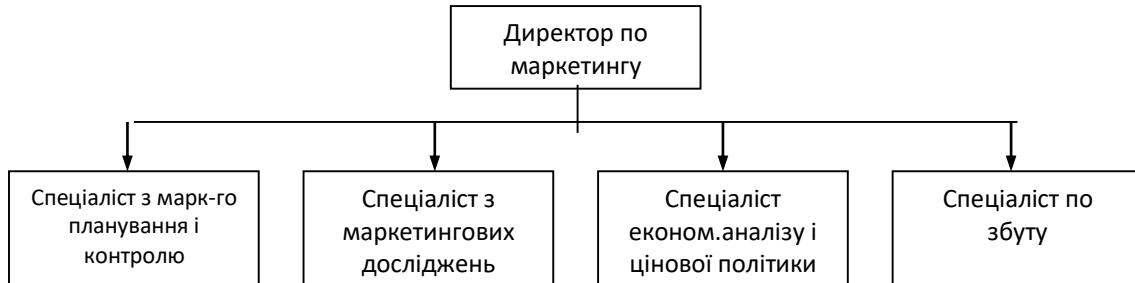 Директор по
маркетингу
Спеціаліст з марк-го
планування і
контролю
Спеціаліст з
маркетингових
досліджень
Спеціаліст
економ.аналізу і
цінової політики
Спеціаліст по
збуту